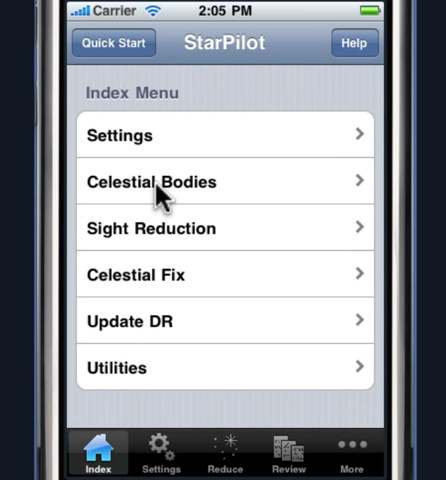 Carrier 2:05 PM
Quick Start StarPilot Help
Index Menu
Settings
Celestial Bodies
Sight Reduction
Celestial Fix
Update DR
Utilities
Index Settings Reduce Review More